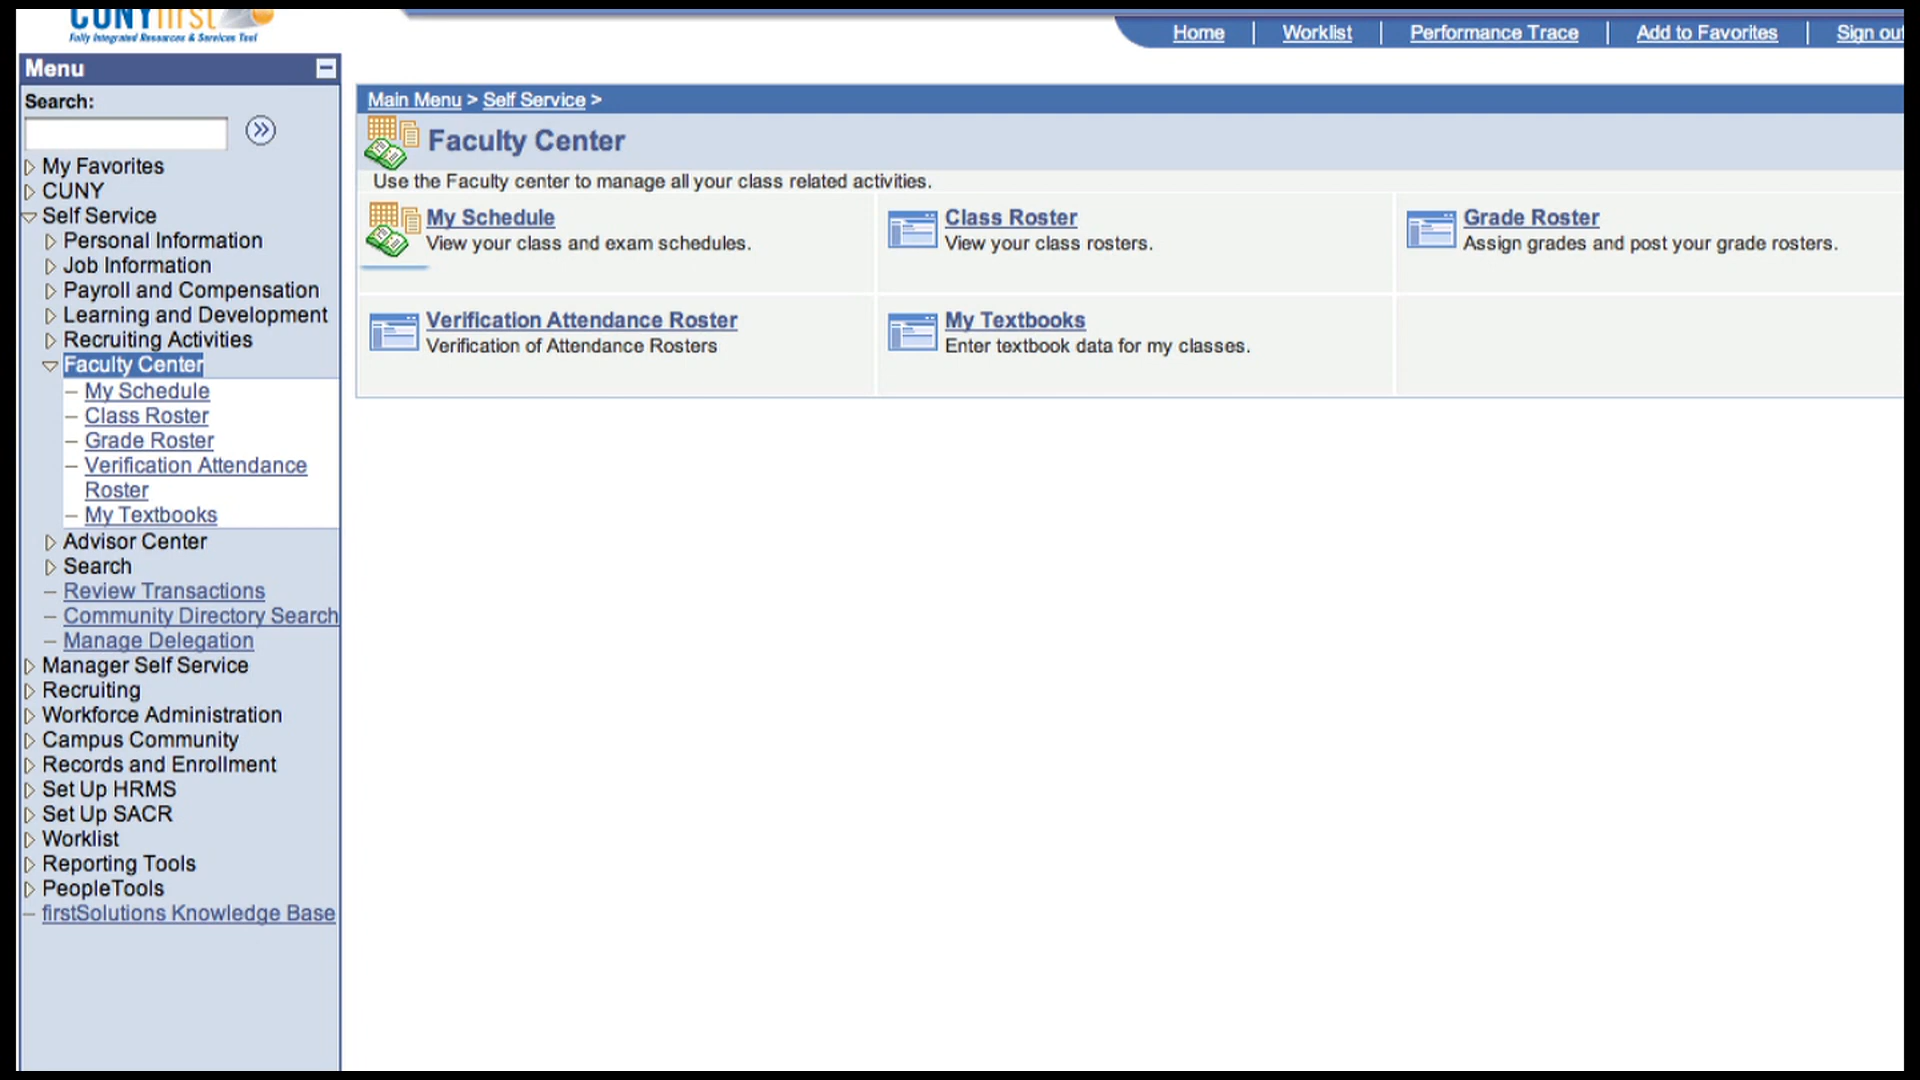 CUNYfirst
Fully Integrated Resources & Services Tool
Home
Worklist
Performance Trace
Add to Favorites
Sign out
Menu
Search:
My Favorites
CUNY
Self Service
Personal Information
Job Information
Payroll and Compensation
Learning and Development
Recruiting Activities
Faculty Center
My Schedule
Class Roster
Grade Roster
Verification Attendance
Roster
My Textbooks
Advisor Center
Search
Review Transactions
Community Directory Search
Manage Delegation
Manager Self Service
Recruiting
Workforce Administration
Campus Community
Records and Enrollment
Set Up HRMS
Set Up SACR
Worklist
Reporting Tools
PeopleTools
firstSolutions Knowledge Base
Main Menu > Self Service >
Faculty Center
Use the Faculty center to manage all your class related activities.
My Schedule
View your class and exam schedules.
Class Roster
View your class rosters.
Grade Roster
Assign grades and post your grade rosters.
Verification Attendance Roster
Verification of Attendance Rosters
My Textbooks
Enter textbook data for my classes.